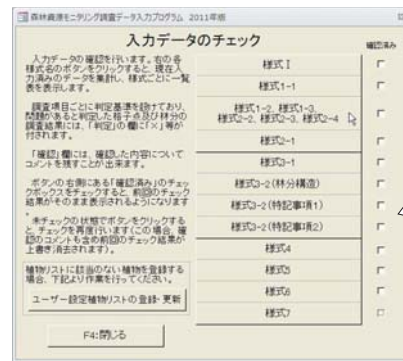 森林資源モニタリング調査データ入力プログラム 2011年版
入力データのチェック
確認済み
入力データの確認を行います。右の各
様式名のボタンをクリックすると、現在入
力済みのデータを集計し、様式ごとに一覧
表を表示します。
調査項目ごとに判定基準を設けており、
問題があると判定した格子点及び林分の
調査結果には、「判定」の欄に「×」等が
付されます。
「確認」欄には、確認した内容について
コメントを残すことが出来ます。
ボタンの右側にある「確認済み」のチェッ
クボックスをチェックすると、前回のチェック
結果がそのまま表示されるようになります
。
未チェックの状態でボタンをクリックする
と、チェックを再度行います(この場合、確
認のコメントも含め前回のチェック結果が
上書き消去されます)。
植物リストに該当のない植物を登録する
場合、下記より作業を行ってください。
ユーザー設定植物リストの登録・更新
F4:閉じる
様式Ⅰ
様式1-1
様式1-2、様式1-3、
様式2-2、様式2-3、様式2-4
様式2-1
様式3-1
様式3-2(林分構造)
様式3-2(特記事項1)
様式3-2(特記事項2)
様式4
様式5
様式6
様式7